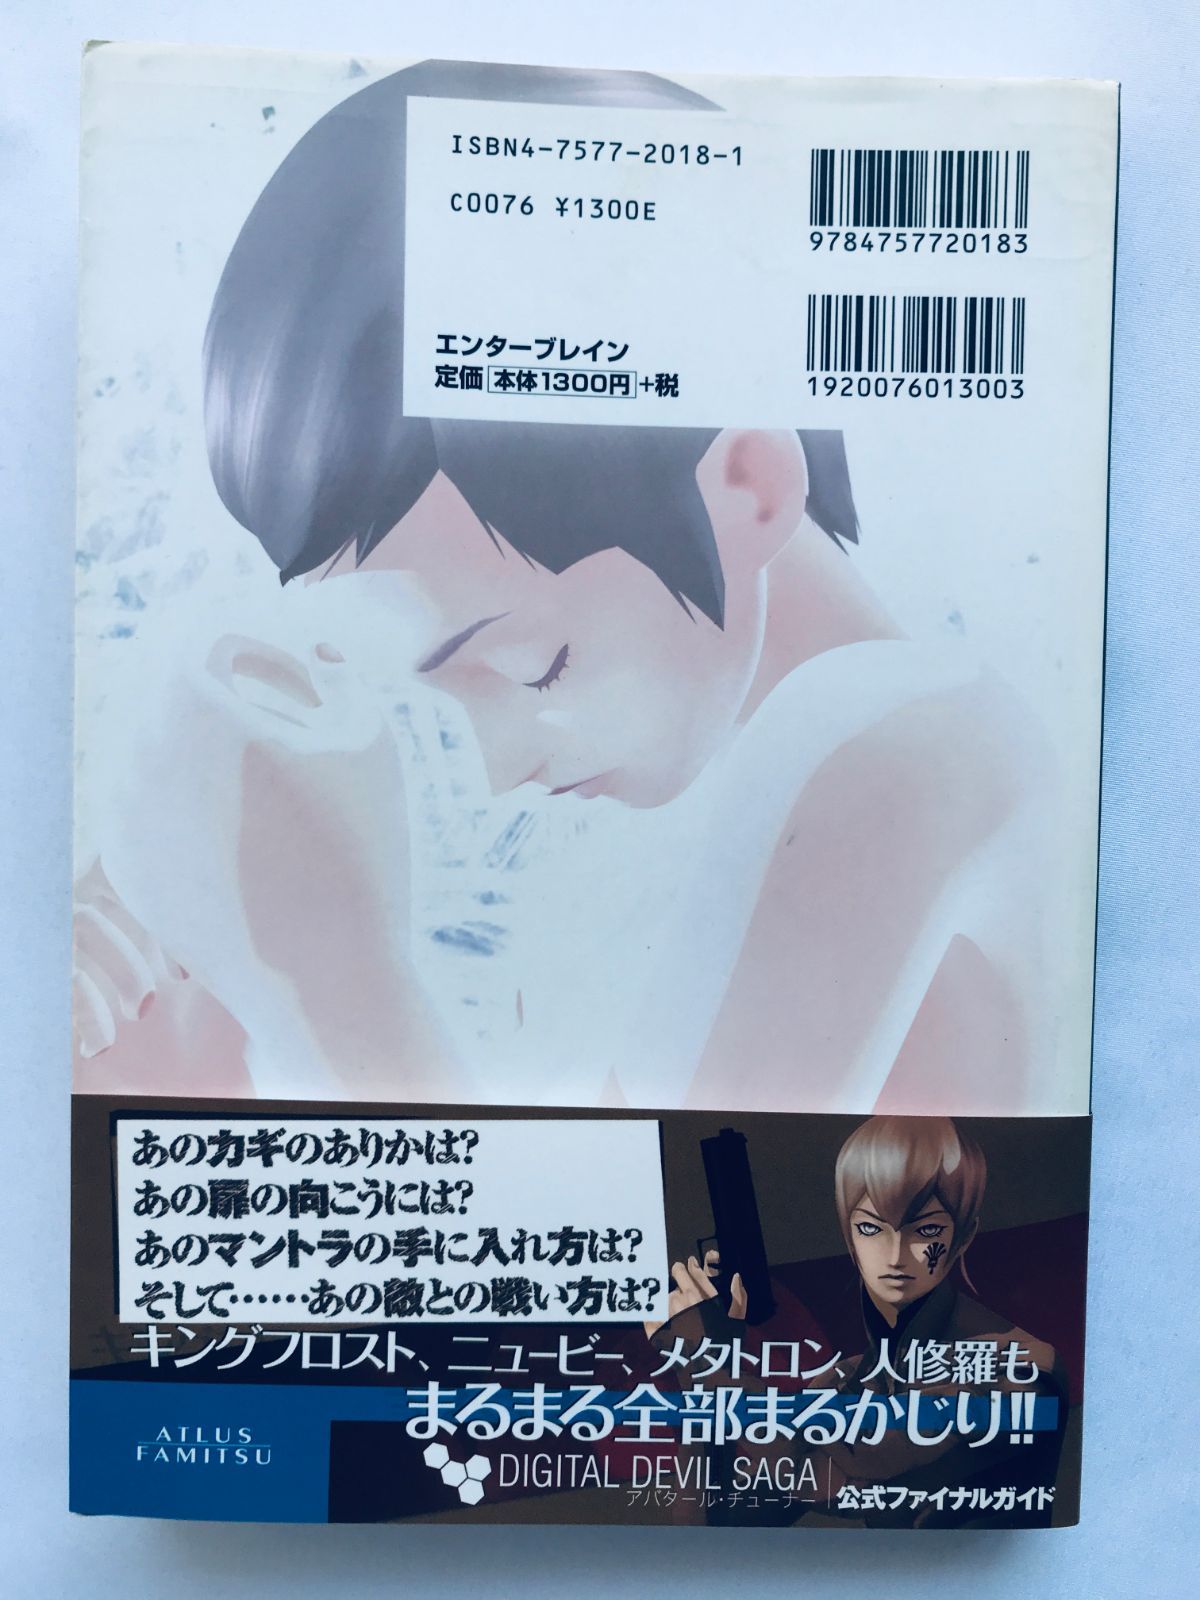 ISBN4-7577-2018-1
C0076 ¥1300E
9784757720183
エンターブレイン
定価 本体1300円 +税
1920076013003
あのカギのありかは?
あの扉の向こうには?
あのマントラの手に入れ方は?
そして……あの敵との戦い方は?
キングフロスト、ニュービー、メタトロン、人修羅も
まるまる全部まるかじり!!
ATLUS
FAMITSU
DIGITAL DEVIL SAGA
アバタール・チューナー
公式ファイナルガイド